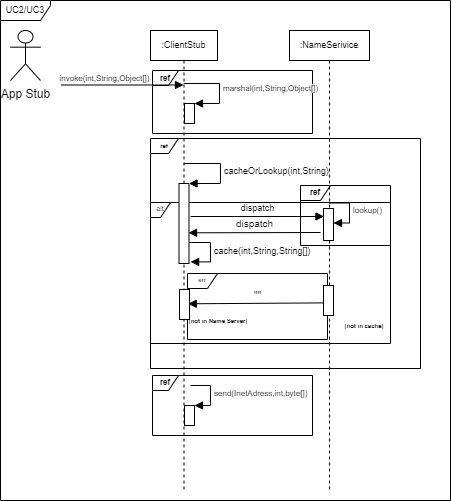 UC2/UC3
:ClientStub
:NameSerivice
invoke(int,String,Object[])
ref
marshal(int,String,Object[])
App Stub
ref
cacheOrLookup(int,String)
ref
alt
dispatch
lookup()
dispatch
cache(int,String,String[])
err
err
[not in Name Server]
[not in cache]
ref
send(InetAdress,int,byte[])